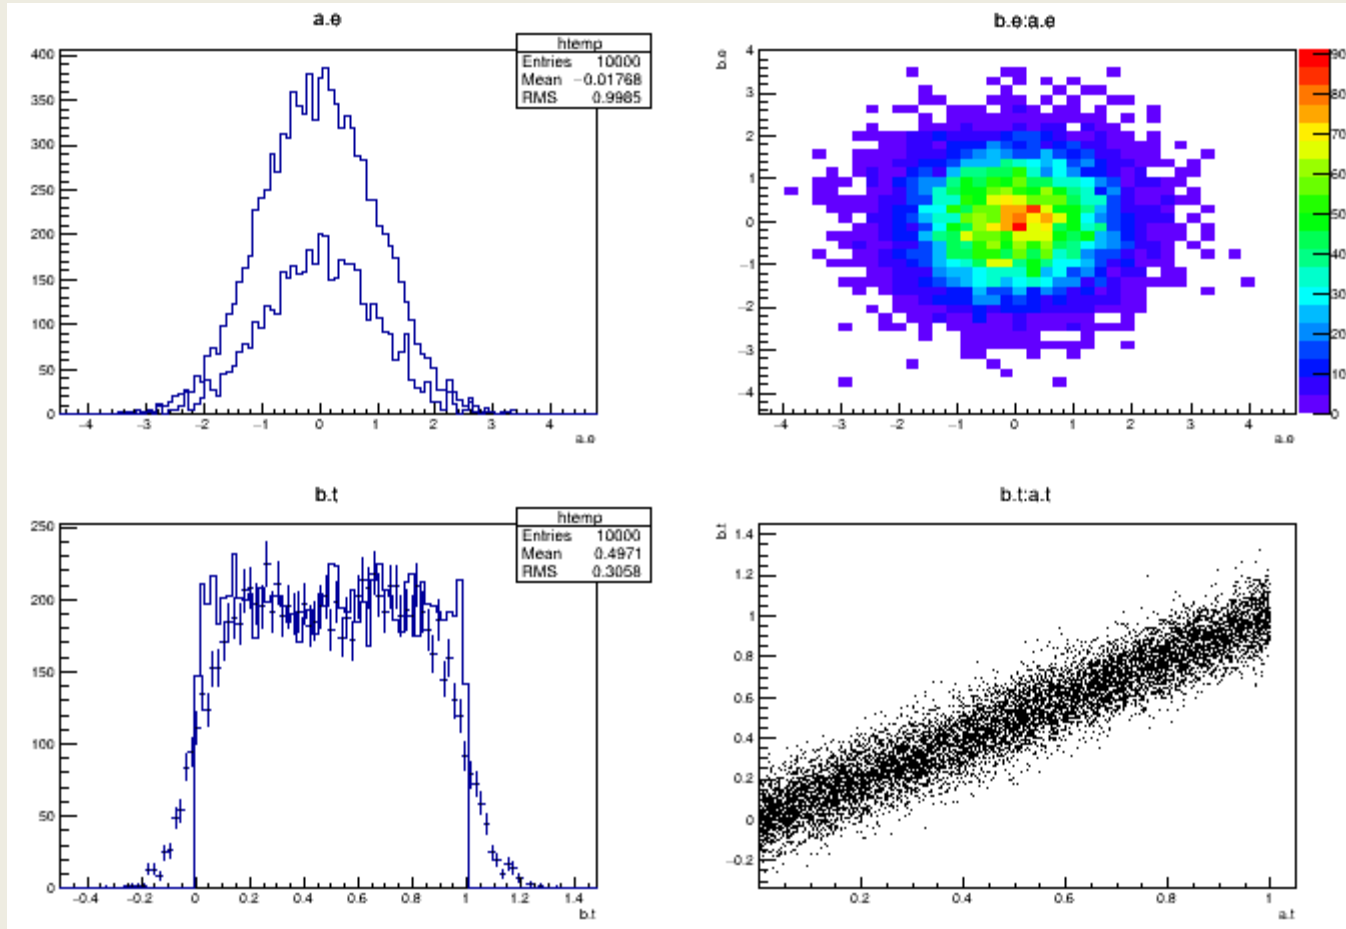 a.e
htemp
Entries 10000
Mean −0.01768
RMS 0.9985
400
350
300
250
200
150
100
50
0
−4 −3 −2 −1 0 1 2 3 4
a.e
b.e:a.e
b.e
4
3
2
1
0
−1
−2
−3
−4
−4 −3 −2 −1 0 1 2 3 4
a.e
90
80
70
60
50
40
30
20
10
0
b.t
htemp
Entries 10000
Mean 0.4971
RMS 0.3058
250
200
150
100
50
0
−0.4 −0.2 0 0.2 0.4 0.6 0.8 1 1.2 1.4
b.t
b.t:a.t
b.t
1.4
1.2
1
0.8
0.6
0.4
0.2
0
−0.2
0.2 0.4 0.6 0.8 1
a.t